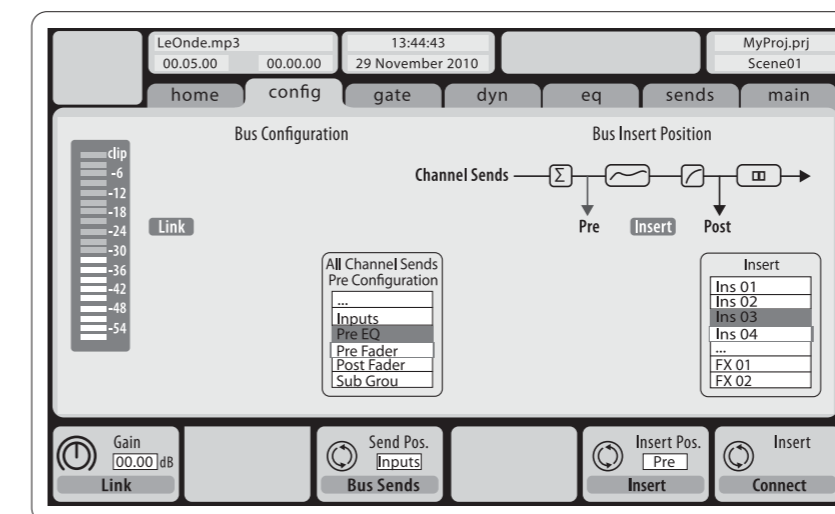 LeOnde.mp3
00.05.00 00.00.00
13:44:43
29 November 2010
MyProj.prj
Scene01
home config gate dyn eq sends main
Bus Configuration
Bus Insert Position
clip
-6
-12
-18
-24
-30
-36
-42
-48
-54
Link
Channel Sends
Σ
Pre Insert Post
All Channel Sends
Pre Configuration
...
Inputs
Pre EQ
Pre Fader
Post Fader
Sub Grou
Insert
Ins 01
Ins 02
Ins 03
Ins 04
...
FX 01
FX 02
Gain
00.00 dB
Link
Send Pos.
Inputs
Bus Sends
Insert Pos.
Pre
Insert
Insert
Connect